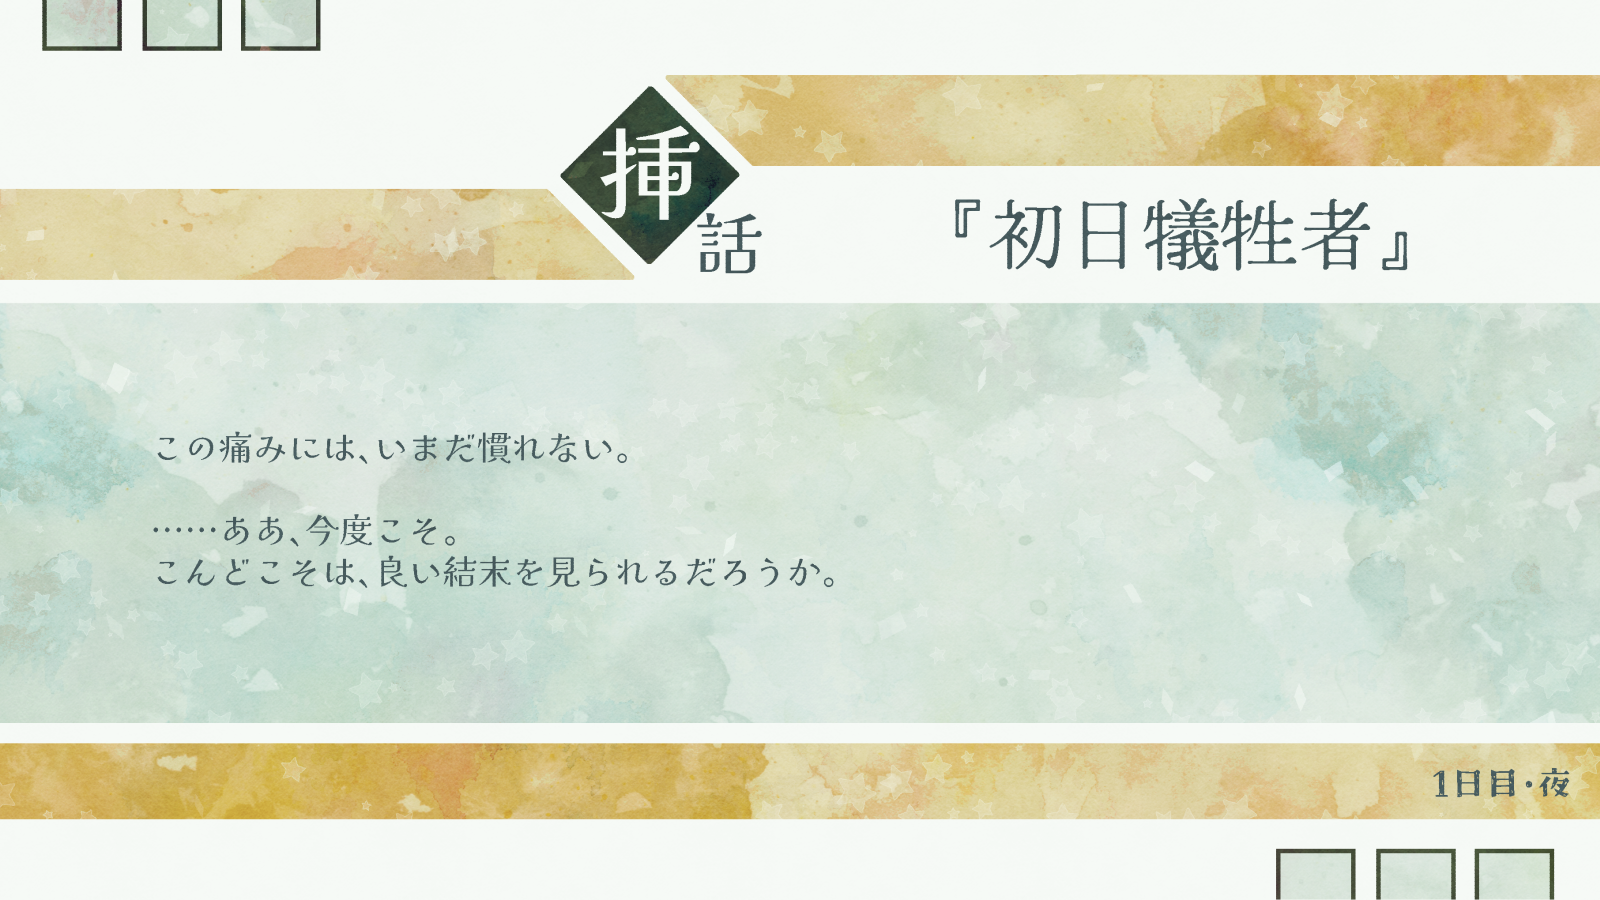 挿話
『初日犠牲者』
この痛みには、いまだ慣れない。
……ああ、今度こそ。
こんどこそは、良い結末を見られるだろうか。
1日目・夜